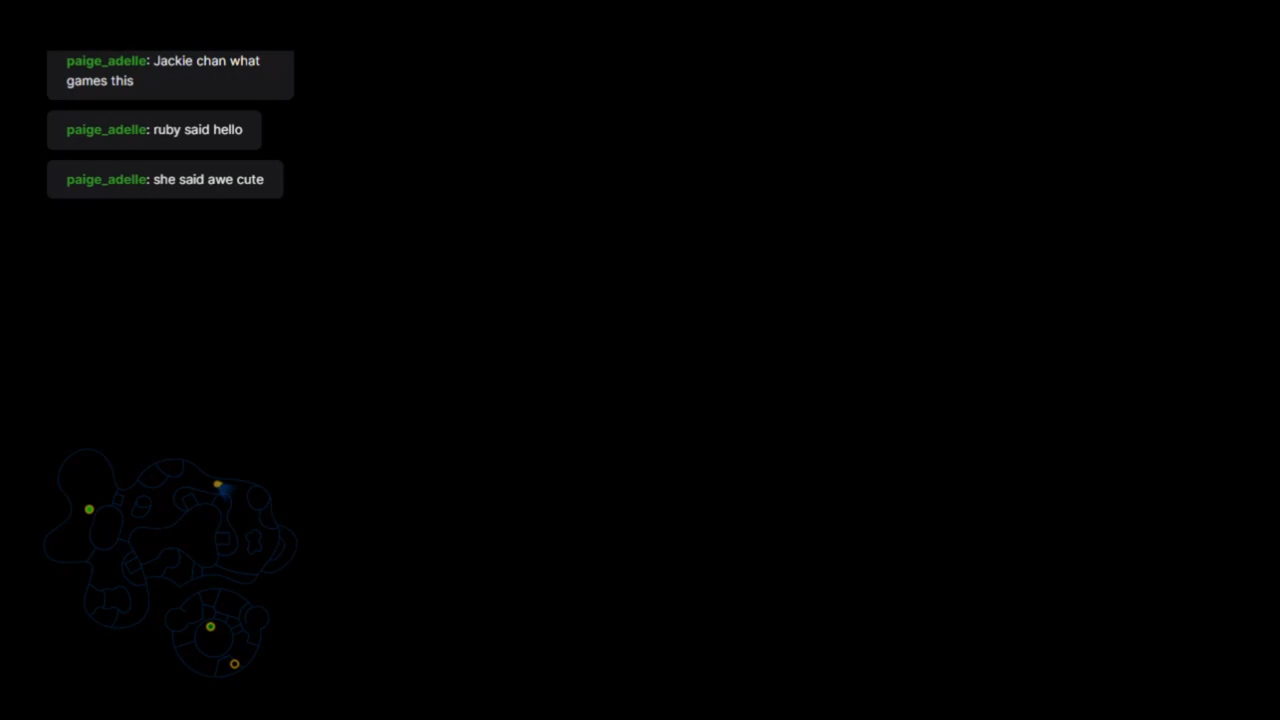 paige_adelle: Jackie chan what
games this
paige_adelle: ruby said hello
paige_adelle: she said awe cute